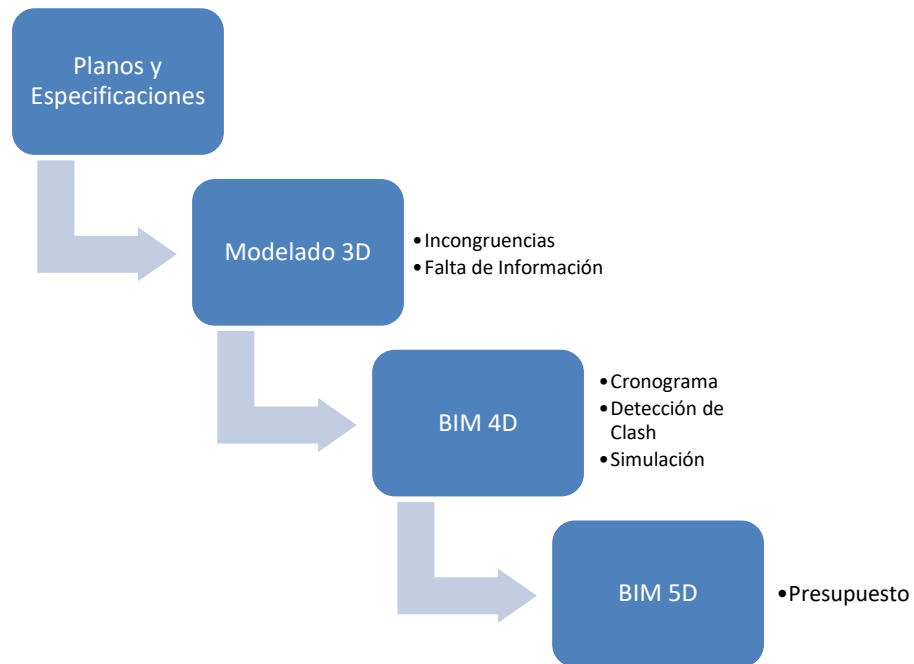 Planos y
Especificaciones
Modelado 3D
•Incongruencias
•Falta de Información
BIM 4D
•Cronograma
•Detección de
Clash
•Simulación
BIM 5D
•Presupuesto